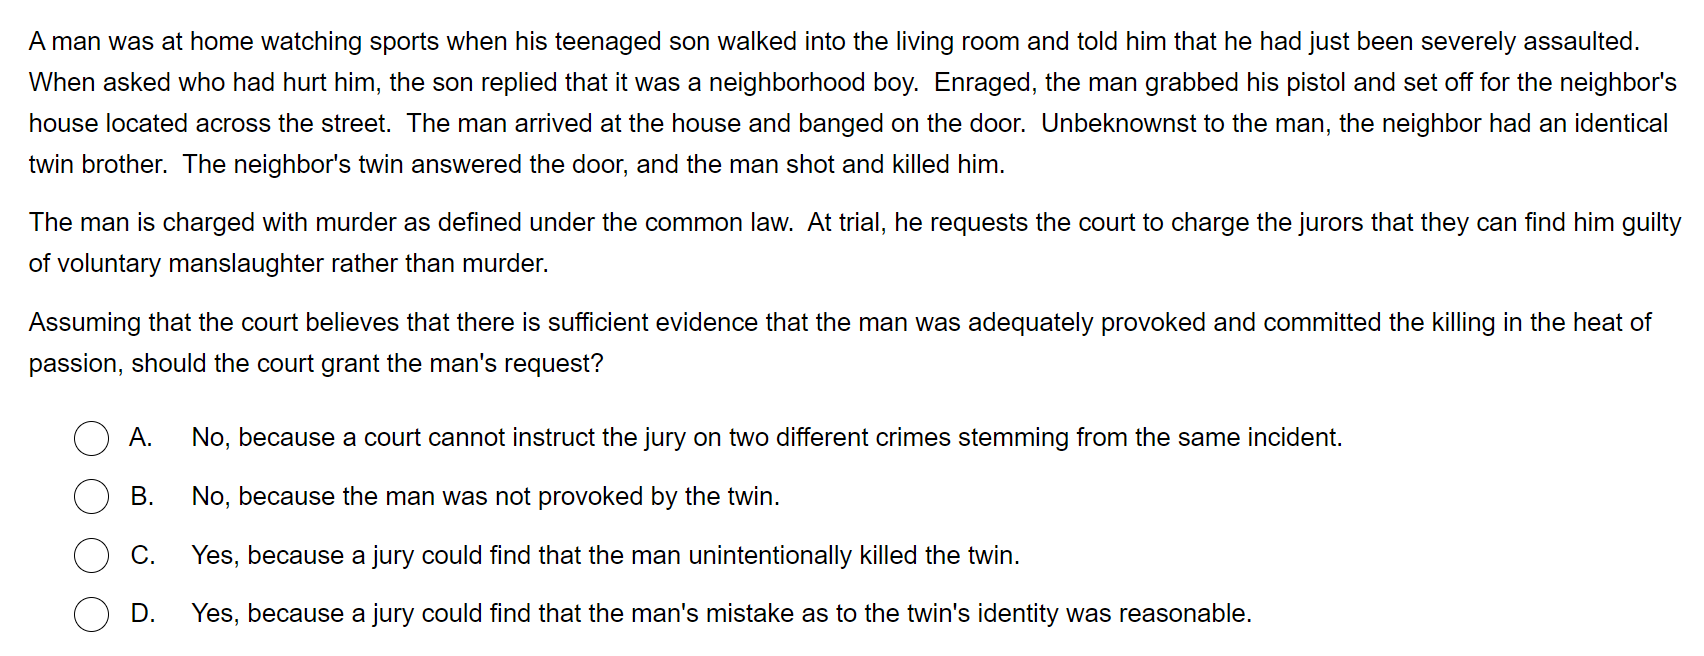 A man was at home watching sports when his teenaged son walked into the living room and told him that he had just been severely assaulted.
When asked who had hurt him, the son replied that it was a neighborhood boy.  Enraged, the man grabbed his pistol and set off for the neighbor's
house located across the street.  The man arrived at the house and banged on the door.  Unbeknownst to the man, the neighbor had an identical
twin brother.  The neighbor's twin answered the door, and the man shot and killed him.
The man is charged with murder as defined under the common law.  At trial, he requests the court to charge the jurors that they can find him guilty
of voluntary manslaughter rather than murder.
Assuming that the court believes that there is sufficient evidence that the man was adequately provoked and committed the killing in the heat of
passion, should the court grant the man's request?
A. No, because a court cannot instruct the jury on two different crimes stemming from the same incident.
B. No, because the man was not provoked by the twin.
C. Yes, because a jury could find that the man unintentionally killed the twin.
D. Yes, because a jury could find that the man's mistake as to the twin's identity was reasonable.